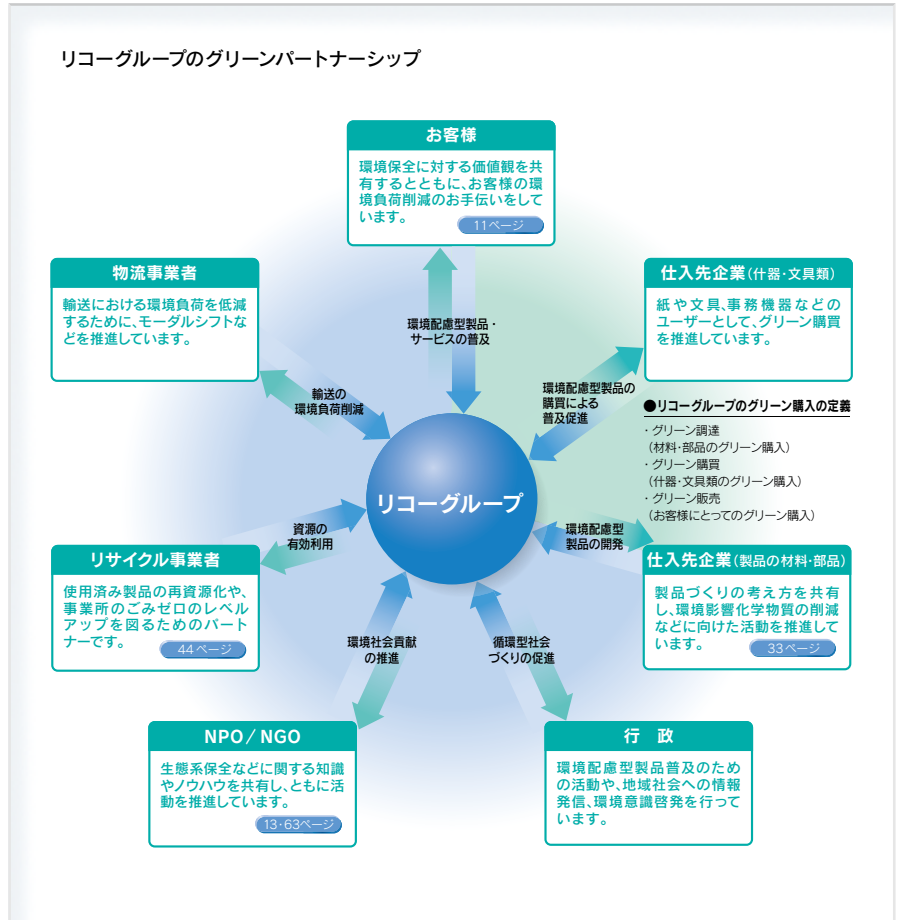 リコーグループのグリーンパートナーシップ
お客様
環境保全に対する価値観を共
有するとともに、お客様の環
境負荷削減のお手伝いをして
います。
11ページ
物流事業者
輸送における環境負荷を低減
するために、モーダルシフトな
どを推進しています。
仕入先企業(什器・文具類)
紙や文具、事務機器などの
ユーザーとして、グリーン購買
を推進しています。
環境配慮型製品・
サービスの普及
輸送の
環境負荷削減
環境配慮型製品の
購買による
普及促進
●リコーグループのグリーン購入の定義
・グリーン調達
(材料・部品のグリーン購入)
・グリーン購買
(什器・文具類のグリーン購入)
・グリーン販売
(お客様にとってのグリーン購入)
リコーグループ
資源の
有効利用
環境配慮型
製品の開発
リサイクル事業者
使用済み製品の再資源化や、
事業所のごみゼロのレベル
アップを図るためのパート
ナーです。
44ページ
仕入先企業(製品の材料・部品)
製品づくりの考え方を共有
し、環境影響化学物質の削減
などに向けた活動を推進して
います。
33ページ
環境社会貢献
の推進
循環型社会
づくりの促進
NPO/NGO
生態系保全などに関する知識
やノウハウを共有し、ともに活
動を推進しています。
13・63ページ
行 政
環境配慮型製品普及のため
の活動や、地域社会への情報
発信、環境意識啓発を行って
います。